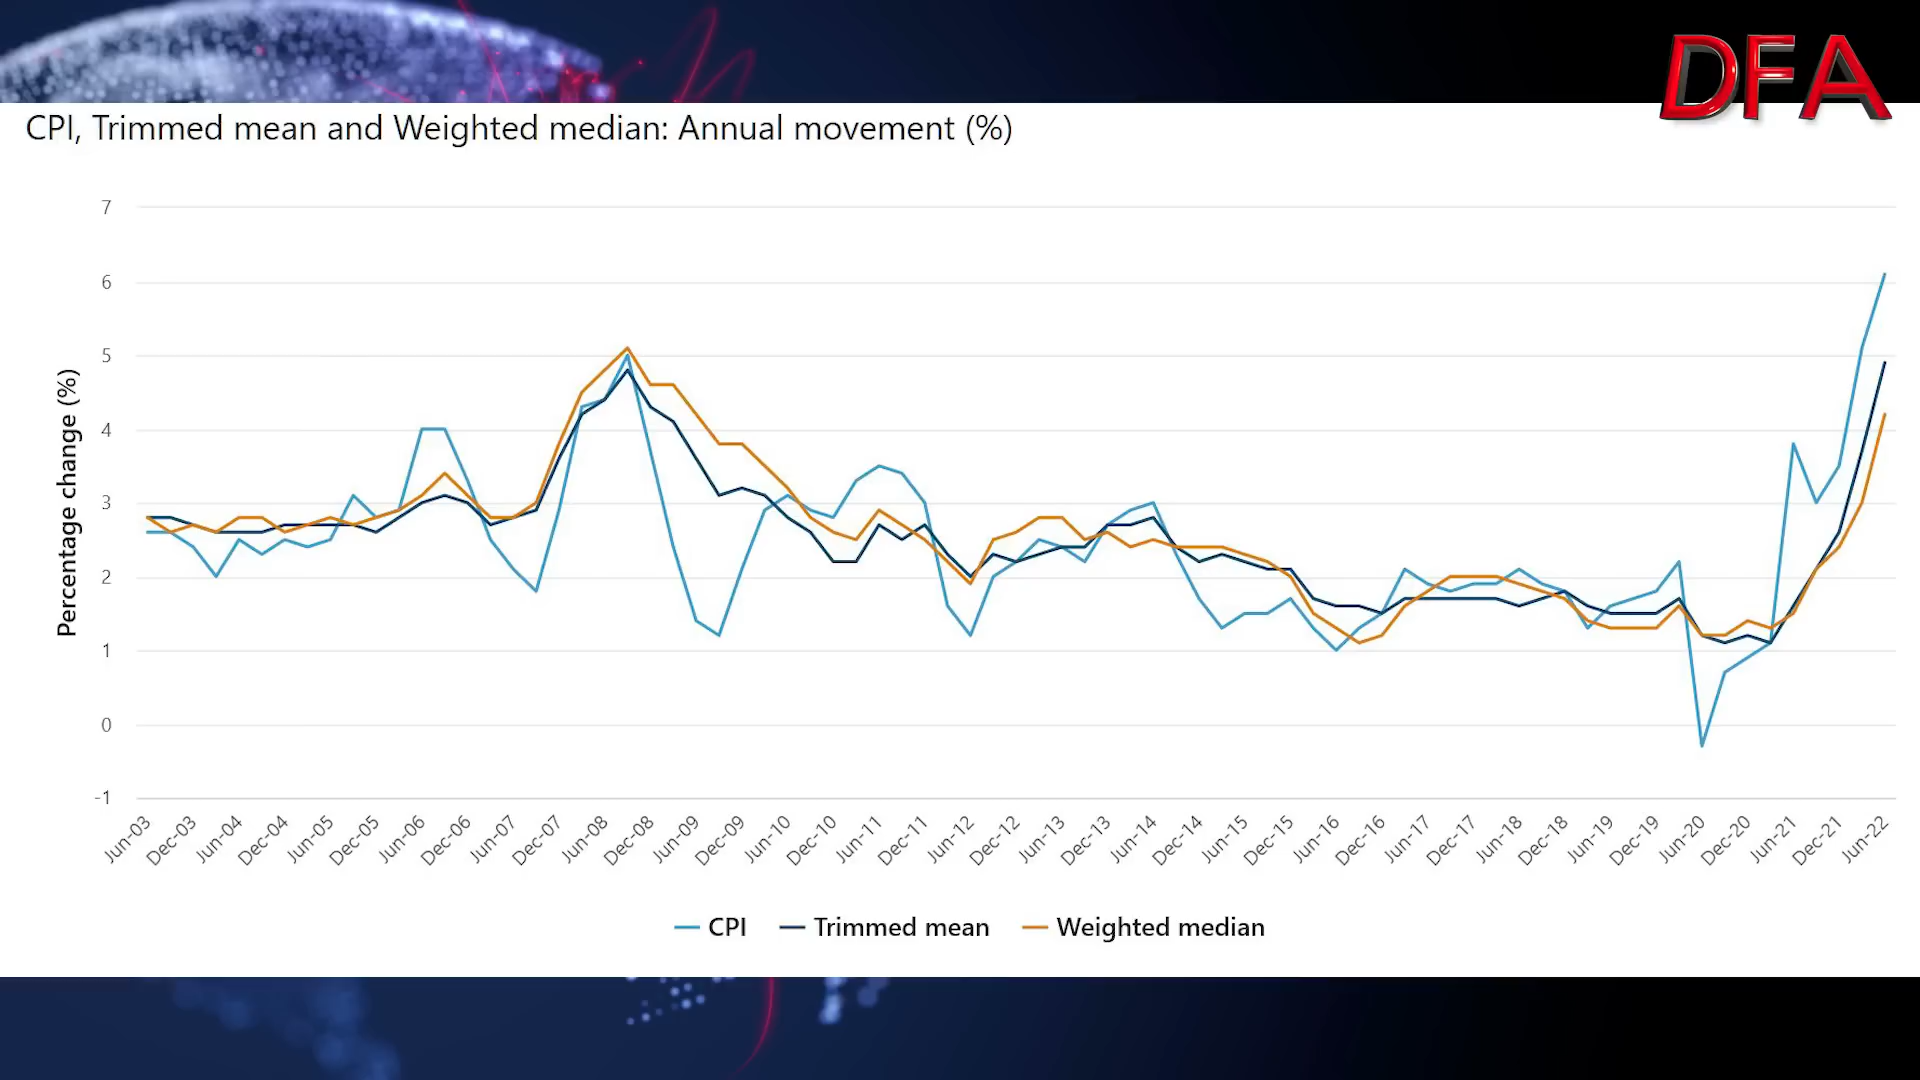 DFA
CPI, Trimmed mean and Weighted median: Annual movement (%)
Percentage change (%)
7
6
5
4
3
2
1
0
-1
Jun-03
Dec-03
Jun-04
Dec-04
Jun-05
Dec-05
Jun-06
Dec-06
Jun-07
Dec-07
Jun-08
Dec-08
Jun-09
Dec-09
Jun-10
Dec-10
Jun-11
Dec-11
Jun-12
Dec-12
Jun-13
Dec-13
Jun-14
Dec-14
Jun-15
Dec-15
Jun-16
Dec-16
Jun-17
Dec-17
Jun-18
Dec-18
Jun-19
Dec-19
Jun-20
Dec-20
Jun-21
Dec-21
Jun-22
CPI
Trimmed mean
Weighted median